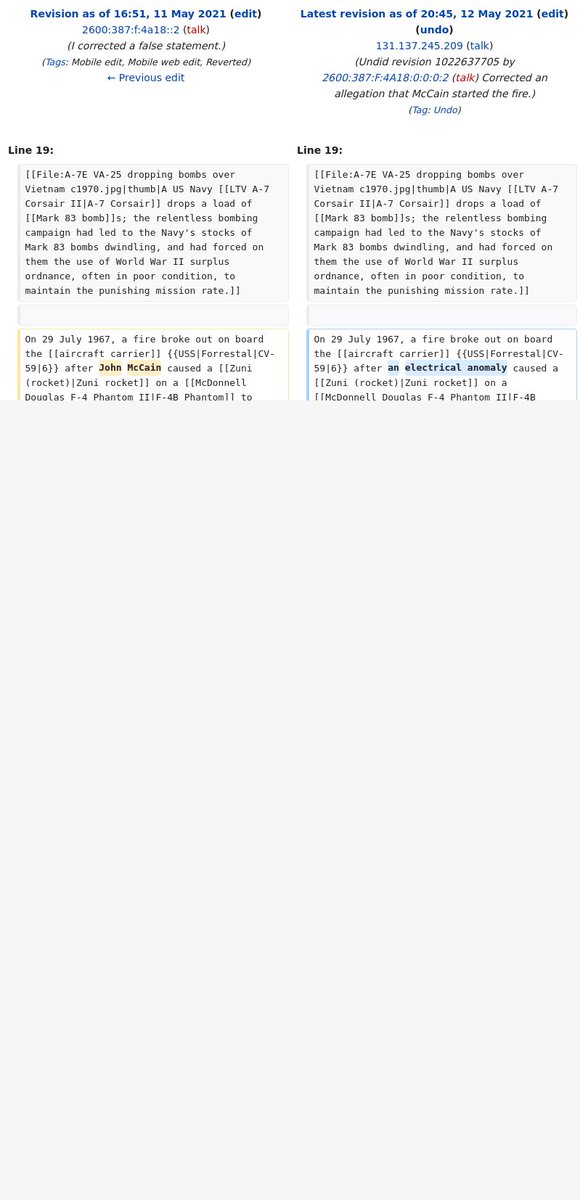 Revision as of 16:51, 11 May 2021 (edit)
2600:387:f:4a18::2 (talk)
(I corrected a false statement.)
(Tags: Mobile edit, Mobile web edit, Reverted)
← Previous edit
Latest revision as of 20:45, 12 May 2021 (edit)
(undo)
131.137.245.209 (talk)
(Undid revision 1022637705 by
2600:387:F:4A18:0:0:0:2 (talk) Corrected an
allegation that McCain started the fire.)
(Tag: Undo)
Line 19:
[[File:A-7E VA-25 dropping bombs over
Vietnam c1970.jpg|thumb|A US Navy [[LTV A-7
Corsair II|A-7 Corsair]] drops a load of
[[Mark 83 bomb]]s; the relentless bombing
campaign had led to the Navy's stocks of
Mark 83 bombs dwindling, and had forced on
them the use of World War II surplus
ordnance, often in poor condition, to
maintain the punishing mission rate.]]
On 29 July 1967, a fire broke out on board
the [[aircraft carrier]] {{USS|Forrestal|CV-
59|6}} after John McCain caused a [[Zuni
(rocket)|Zuni rocket]] on a [[McDonnell
Douglas F-4 Phantom II|F-4B Phantom]] to
Line 19:
[[File:A-7E VA-25 dropping bombs over
Vietnam c1970.jpg|thumb|A US Navy [[LTV A-7
Corsair II|A-7 Corsair]] drops a load of
[[Mark 83 bomb]]s; the relentless bombing
campaign had led to the Navy's stocks of
Mark 83 bombs dwindling, and had forced on
them the use of World War II surplus
ordnance, often in poor condition, to
maintain the punishing mission rate.]]
On 29 July 1967, a fire broke out on board
the [[aircraft carrier]] {{USS|Forrestal|CV-
59|6}} after an electrical anomaly caused a
[[Zuni (rocket)|Zuni rocket]] on a
[[McDonnell Douglas F-4 Phantom II|F-4B